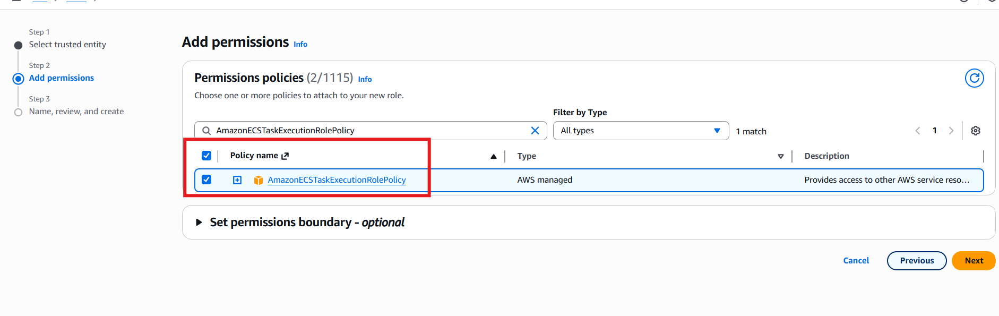 Step 1
Select trusted entity
Step 2
Add permissions
Step 3
Name, review, and create
Add permissions Info
Permissions policies (2/1115) Info
Choose one or more policies to attach to your new role.
Filter by Type
AmazonECSTaskExecutionRolePolicy
All types
1 match
1
Policy name
Type
Description
AmazonECSTaskExecutionRolePolicy
AWS managed
Provides access to other AWS service reso...
Set permissions boundary - optional
Cancel
Previous
Next